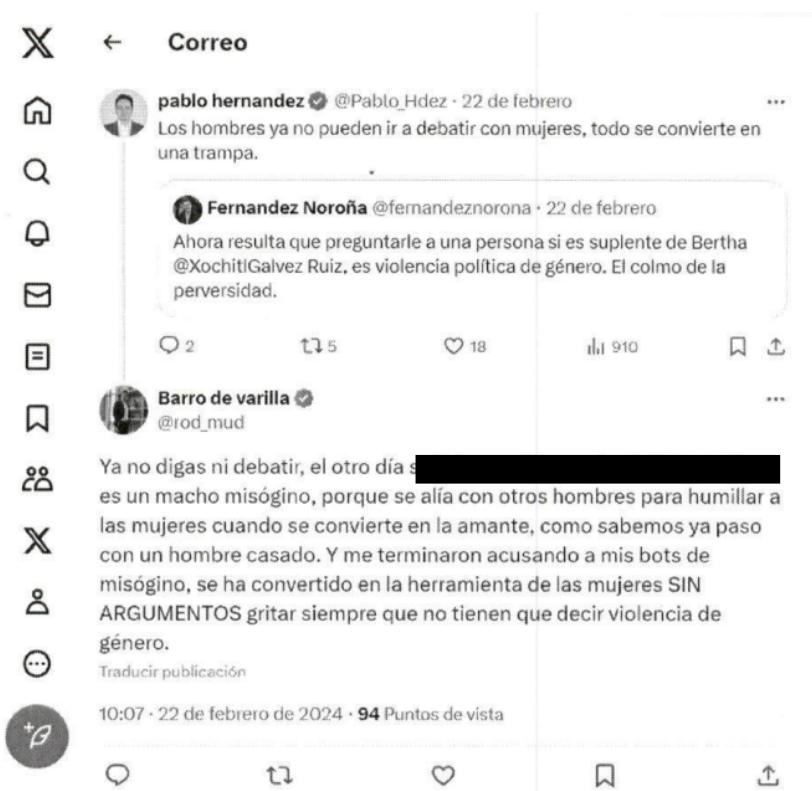 Correo
pablo hernandez @Pablo_Hdez · 22 de febrero
Los hombres ya no pueden ir a debatir con mujeres, todo se convierte en
una trampa.
Fernandez Noroña @fernandeznorona · 22 de febrero
Ahora resulta que preguntarle a una persona si es suplente de Bertha
@XochitlGalvez Ruiz, es violencia política de género. El colmo de la
perversidad.
2 5 18 910
Barro de varilla
@rod_mud
Ya no digas ni debatir, el otro día
es un macho misógino, porque se alía con otros hombres para humillar a
las mujeres cuando se convierte en la amante, como sabemos ya paso
con un hombre casado. Y me terminaron acusando a mis bots de
misógino, se ha convertido en la herramienta de las mujeres SIN
ARGUMENTOS gritar siempre que no tienen que decir violencia de
género.
Traducir publicación
10:07 · 22 de febrero de 2024 · 94 Puntos de vista